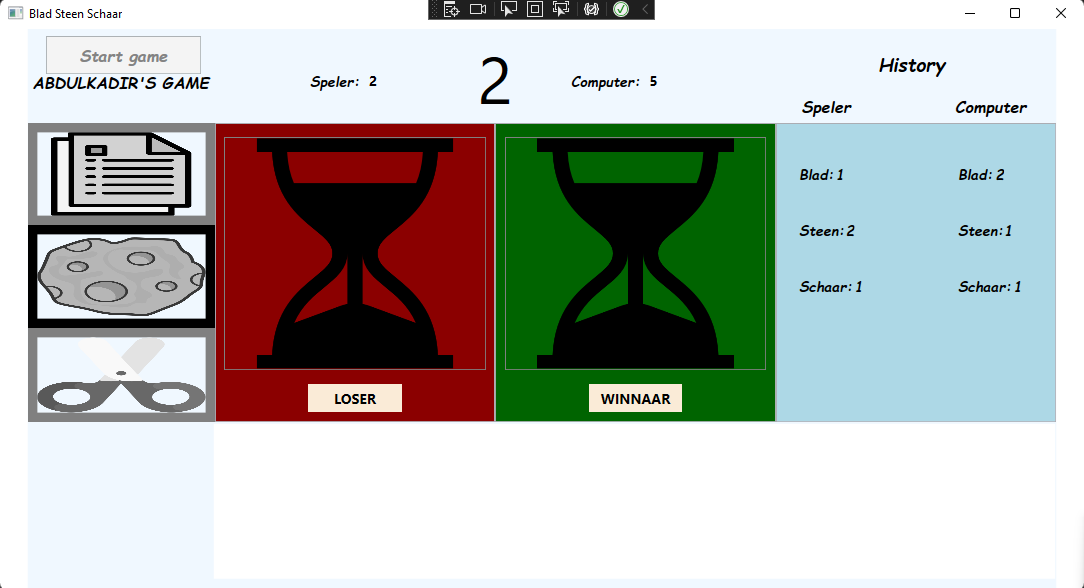 Blad Steen Schaar
Start game
ABDULKADIR'S GAME
Speler: 2
2
Computer: 5
History
Speler Computer
Blad: 1 Blad: 2
Steen: 2 Steen: 1
Schaar: 1 Schaar: 1
LOSER
WINNAAR